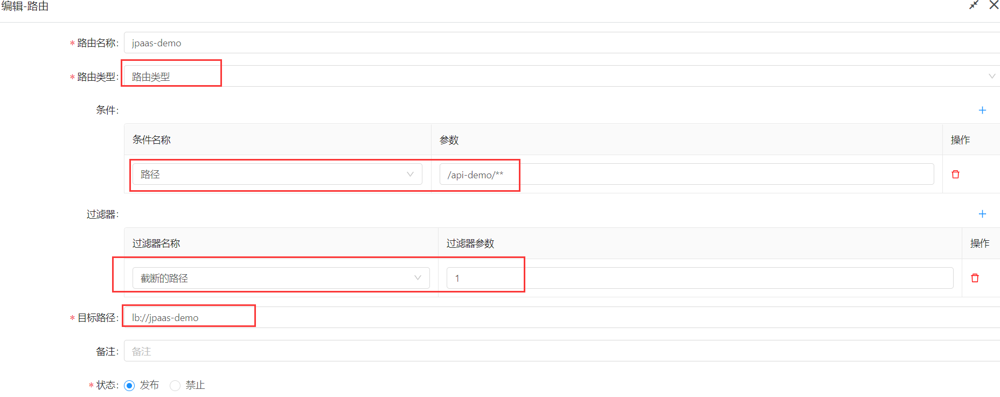 编辑-路由
* 路由名称: jpaas-demo
* 路由类型: 路由类型
条件:
条件名称 参数 操作
路径 /api-demo/**
过滤器:
过滤器名称 过滤器参数 操作
截断的路径 1
* 目标路径: lb://jpaas-demo
备注: 备注
* 状态: 发布 禁止